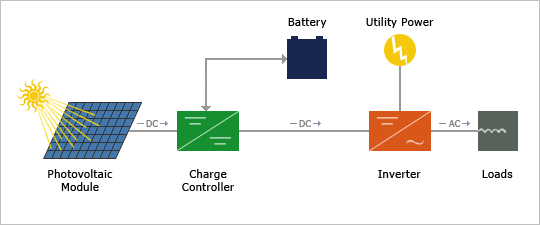 Battery
Utility Power
DC
DC
AC
Photovoltaic
Module
Charge
Controller
Inverter
Loads